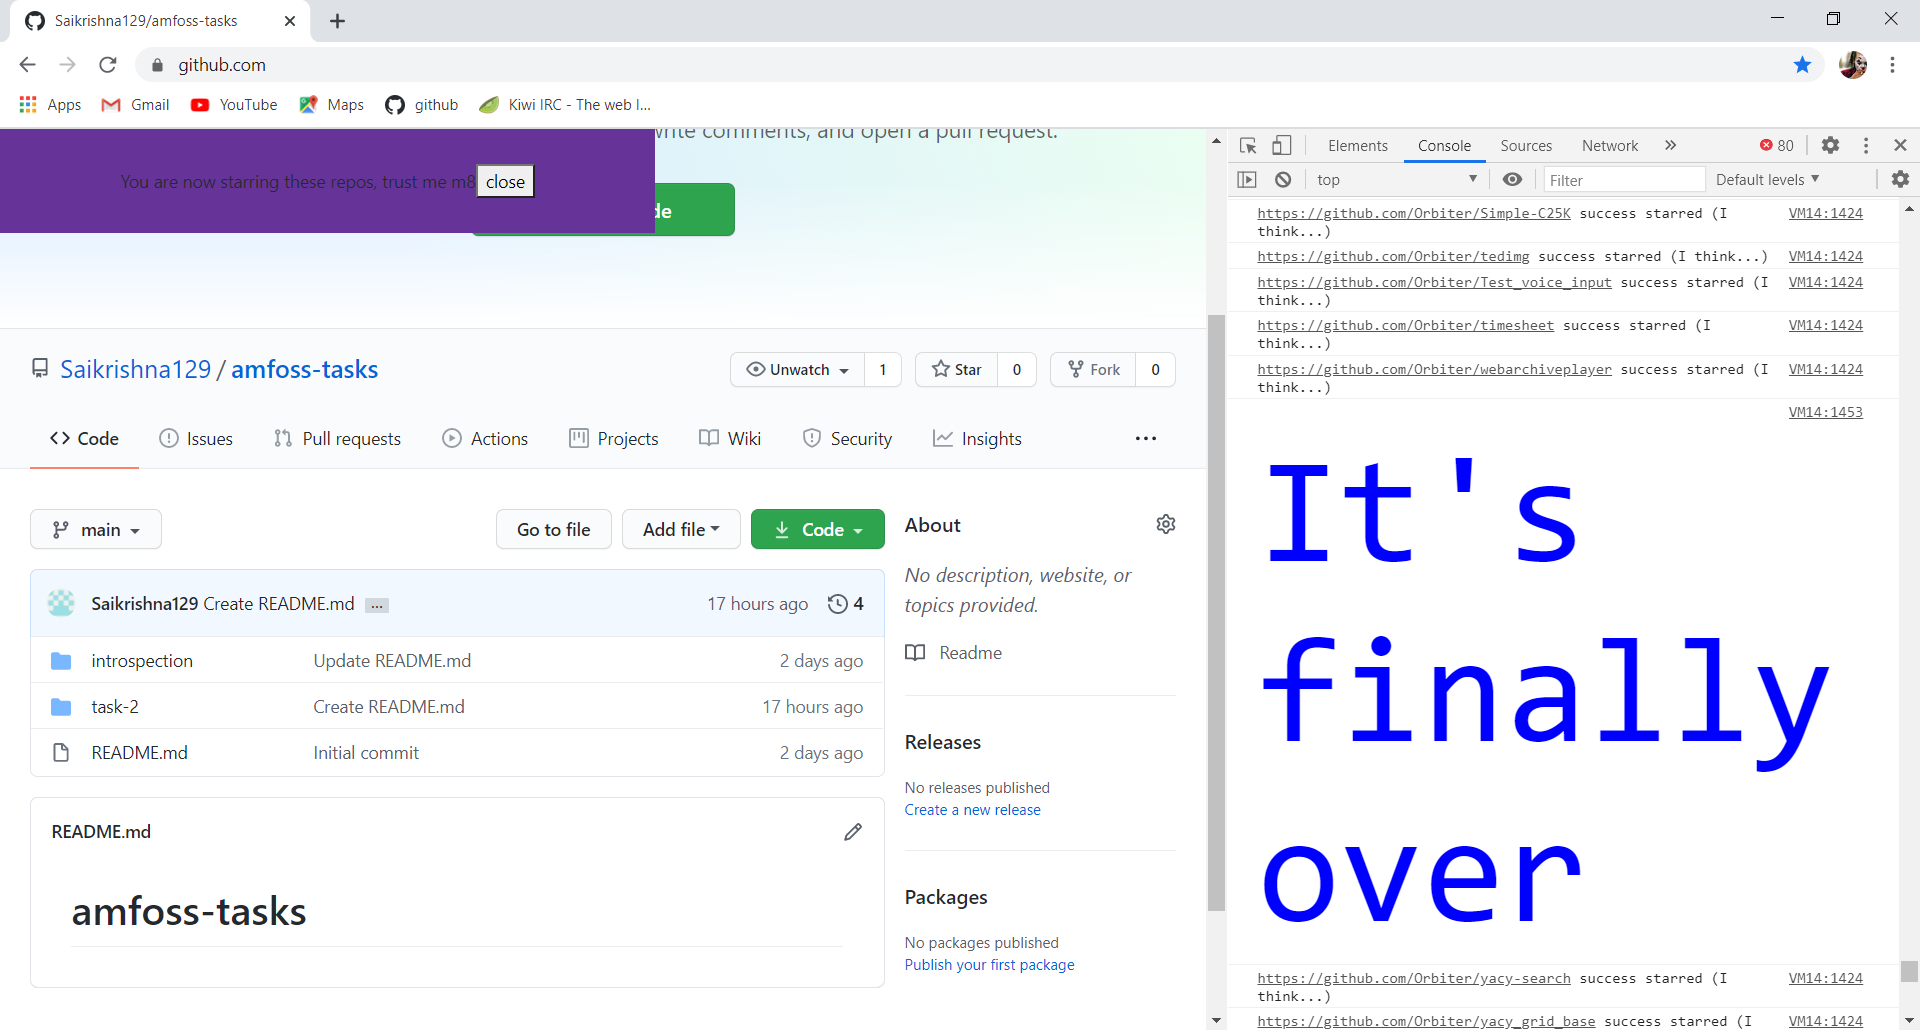 Saikrishna129/amfoss-tasks
github.com
Apps Gmail YouTube Maps github Kiwi IRC - The web I...
write comments, and open a pull request.
You are now starring these repos, trust me m8 close
de
Saikrishna129 / amfoss-tasks
Unwatch 1 Star 0 Fork 0
Code Issues Pull requests Actions Projects Wiki Security Insights ...
main Go to file Add file Code
Saikrishna129 Create README.md ... 17 hours ago 4
introspection Update README.md 2 days ago
task-2 Create README.md 17 hours ago
README.md Initial commit 2 days ago
README.md
amfoss-tasks
About
No description, website, or
topics provided.
Readme
Releases
No releases published
Create a new release
Packages
No packages published
Publish your first package
Elements Console Sources Network » 80
top Filter Default levels
https://github.com/Orbiter/Simple-C25K success starred (I VM14:1424
think...)
https://github.com/Orbiter/tedimg success starred (I think...) VM14:1424
https://github.com/Orbiter/Test_voice_input success starred (I VM14:1424
think...)
https://github.com/Orbiter/timesheet success starred (I VM14:1424
think...)
https://github.com/Orbiter/webarchiveplayer success starred (I VM14:1424
think...)
VM14:1453
It's
finally
over
https://github.com/Orbiter/yacy-search success starred (I VM14:1424
think...)
https://github.com/Orbiter/yacy_grid_base success starred (I VM14:1424